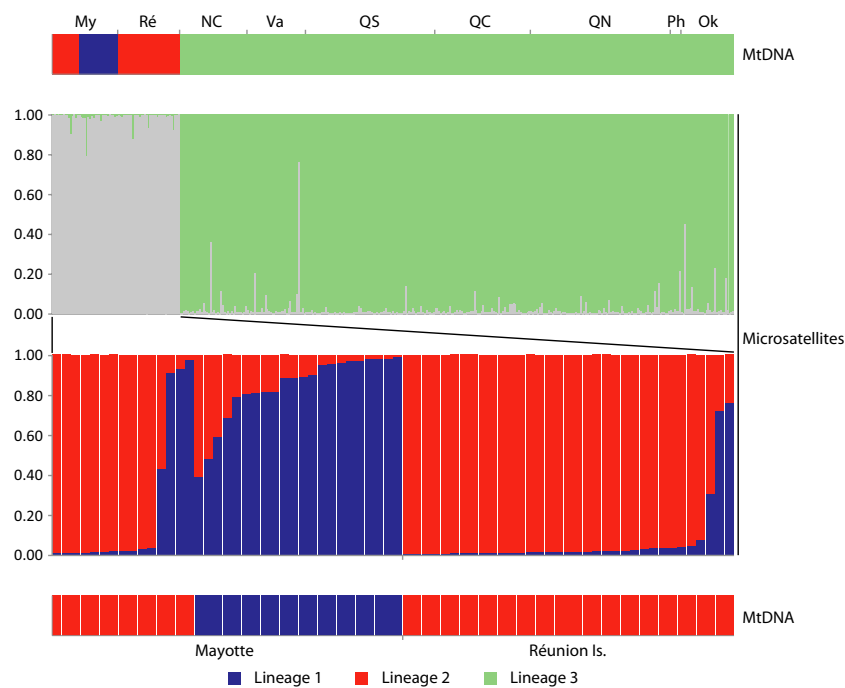 My Ré NC Va QS QC QN Ph Ok
MtDNA
1.00
0.80
0.60
0.40
0.20
0.00
Microsatellites
1.00
0.80
0.60
0.40
0.20
0.00
MtDNA
Mayotte Réunion Is.
Lineage 1 Lineage 2 Lineage 3